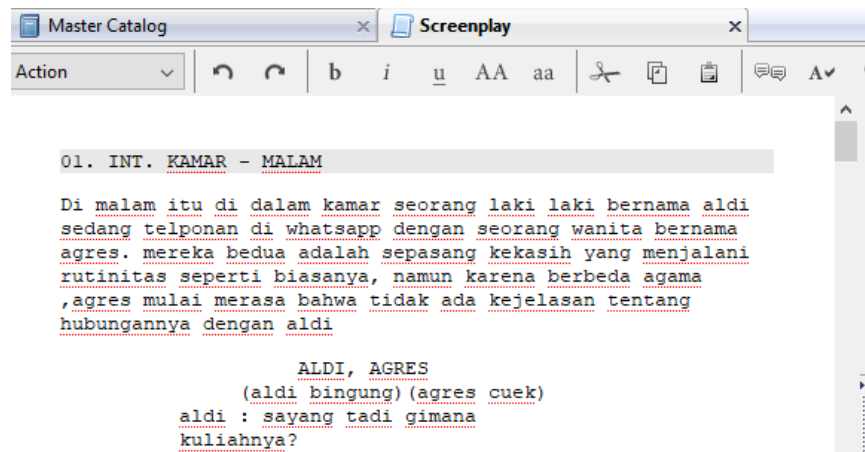 Master Catalog
Screenplay
Action b i u AA aa A
01. INT. KAMAR - MALAM
Di malam itu di dalam kamar seorang laki laki bernama aldi
sedang telponan di whatsapp dengan seorang wanita bernama
agres. mereka bedua adalah sepasang kekasih yang menjalani
rutinitas seperti biasanya, namun karena berbeda agama
,agres mulai merasa bahwa tidak ada kejelasan tentang
hubungannya dengan aldi
ALDI, AGRES
(aldi bingung)(agres cuek)
aldi : sayang tadi gimana
kuliahnya?